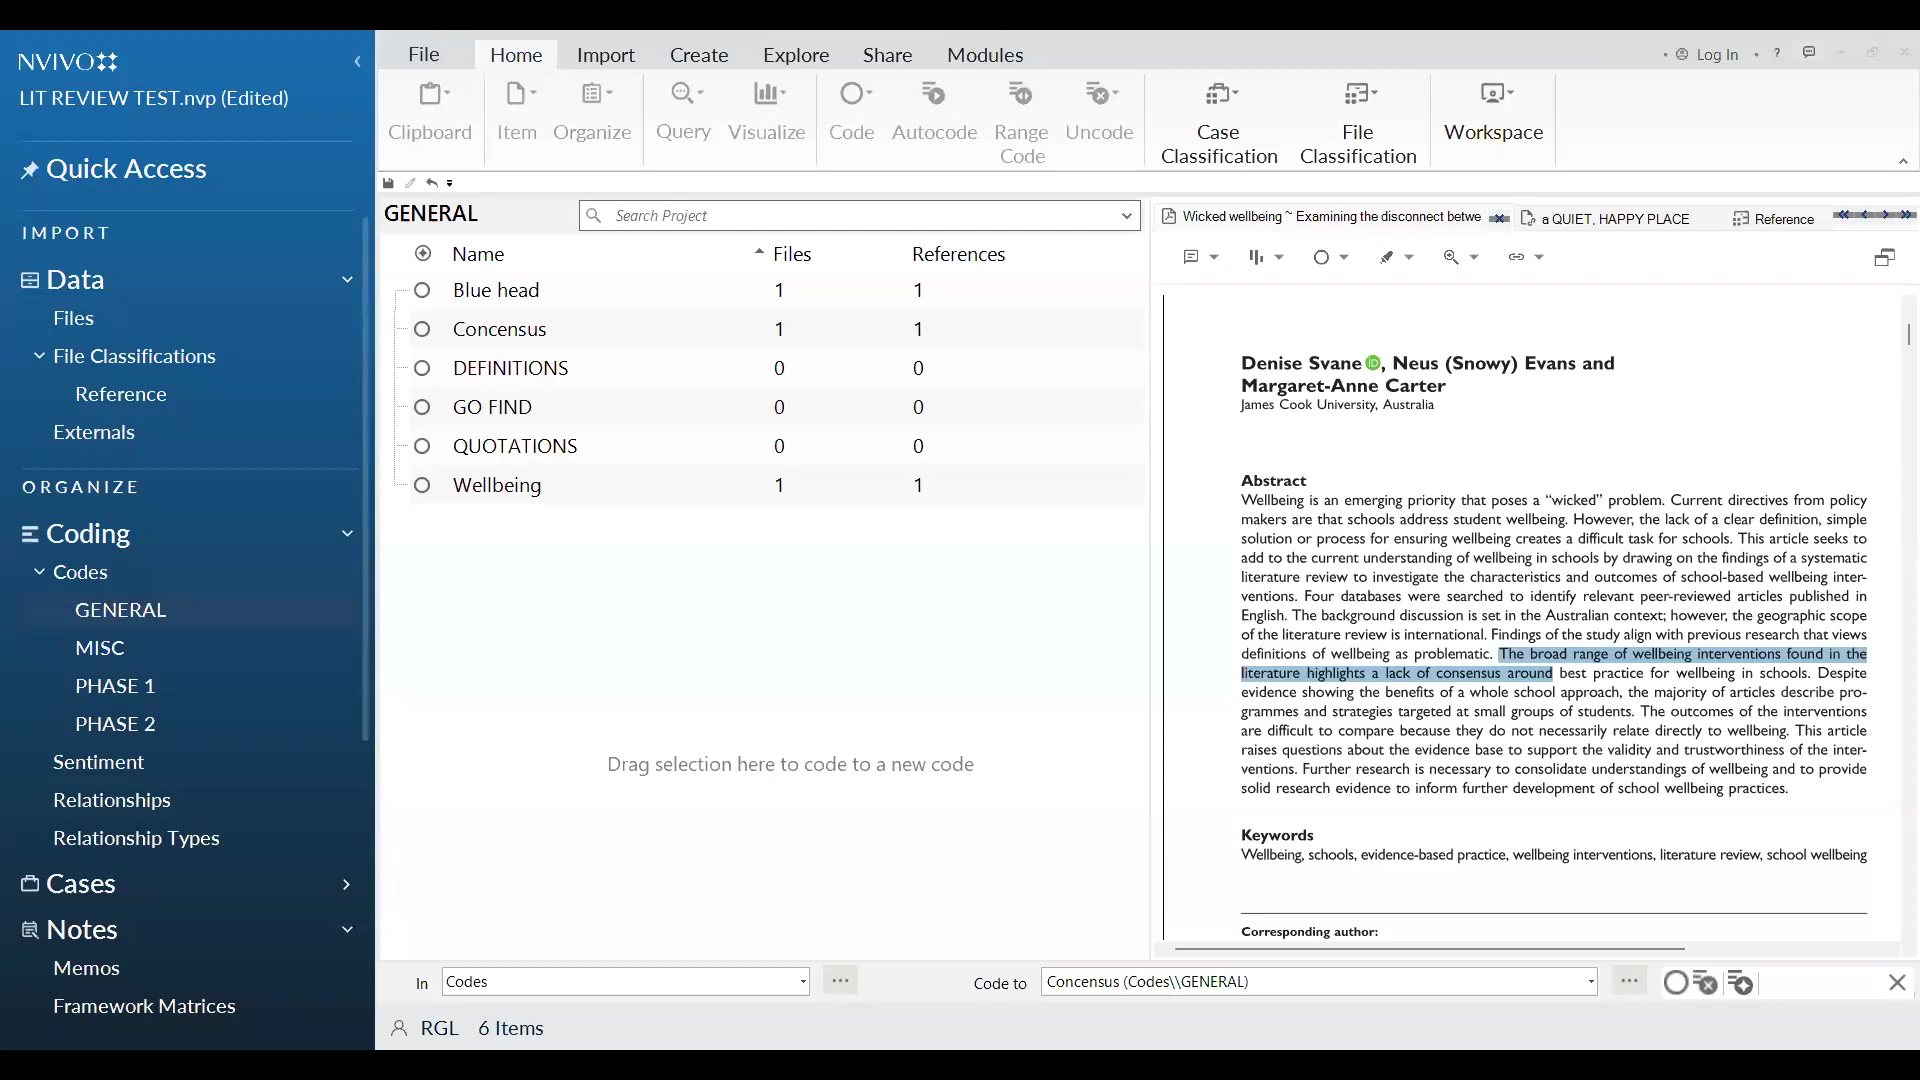 NVIVO
LIT REVIEW TEST.nvp (Edited)
Quick Access
IMPORT
Data
Files
File Classifications
Reference
Externals
ORGANIZE
Coding
Codes
GENERAL
MISC
PHASE 1
PHASE 2
Sentiment
Relationships
Relationship Types
Cases
Notes
Memos
Framework Matrices
File Home Import Create Explore Share Modules Log In ?
Clipboard Item Organize Query Visualize Code Autocode Range Code Uncode Case Classification File Classification Workspace
GENERAL Search Project
Name Files References
Blue head 1 1
Concensus 1 1
DEFINITIONS 0 0
GO FIND 0 0
QUOTATIONS 0 0
Wellbeing 1 1
Drag selection here to code to a new code
Wicked wellbeing ~ Examining the disconnect betwe a QUIET, HAPPY PLACE Reference
Denise Svane iD, Neus (Snowy) Evans and
Margaret-Anne Carter
James Cook University, Australia
Abstract
Wellbeing is an emerging priority that poses a “wicked” problem. Current directives from policy
makers are that schools address student wellbeing. However, the lack of a clear definition, simple
solution or process for ensuring wellbeing creates a difficult task for schools. This article seeks to
add to the current understanding of wellbeing in schools by drawing on the findings of a systematic
literature review to investigate the characteristics and outcomes of school-based wellbeing inter-
ventions. Four databases were searched to identify relevant peer-reviewed articles published in
English. The background discussion is set in the Australian context; however, the geographic scope
of the literature review is international. Findings of the study align with previous research that views
definitions of wellbeing as problematic. The broad range of wellbeing interventions found in the
literature highlights a lack of consensus around best practice for wellbeing in schools. Despite
evidence showing the benefits of a whole school approach, the majority of articles describe pro-
grammes and strategies targeted at small groups of students. The outcomes of the interventions
are difficult to compare because they do not necessarily relate directly to wellbeing. This article
raises questions about the evidence base to support the validity and trustworthiness of the inter-
ventions. Further research is necessary to consolidate understandings of wellbeing and to provide
solid research evidence to inform further development of school wellbeing practices.
Keywords
Wellbeing, schools, evidence-based practice, wellbeing interventions, literature review, school wellbeing
Corresponding author:
In Codes ... Code to Concensus (Codes\\GENERAL) ...
RGL 6 Items